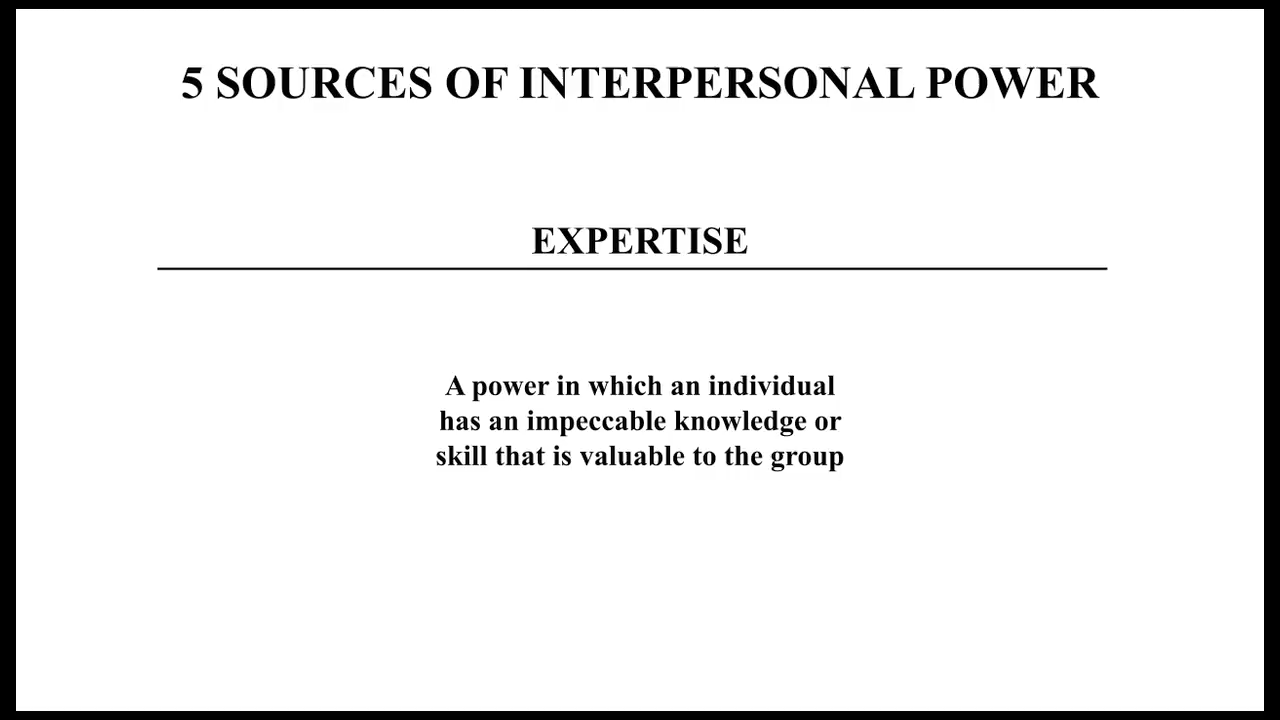 5 SOURCES OF INTERPERSONAL POWER
EXPERTISE
A power in which an individual
has an impeccable knowledge or
skill that is valuable to the group